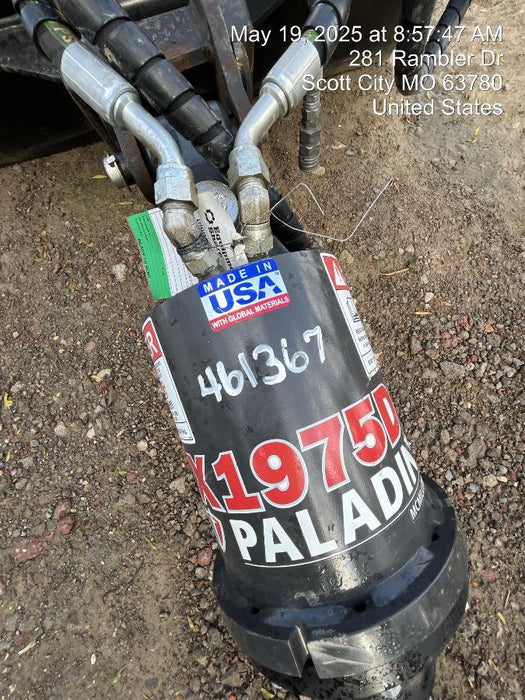 May 19, 2025 at 8:57:47 AM
281 Rambler Dr
Scott City MO 63780
United States
MADE IN
USA
WITH GLOBAL MATERIALS
461367
X1975D
PALADIN